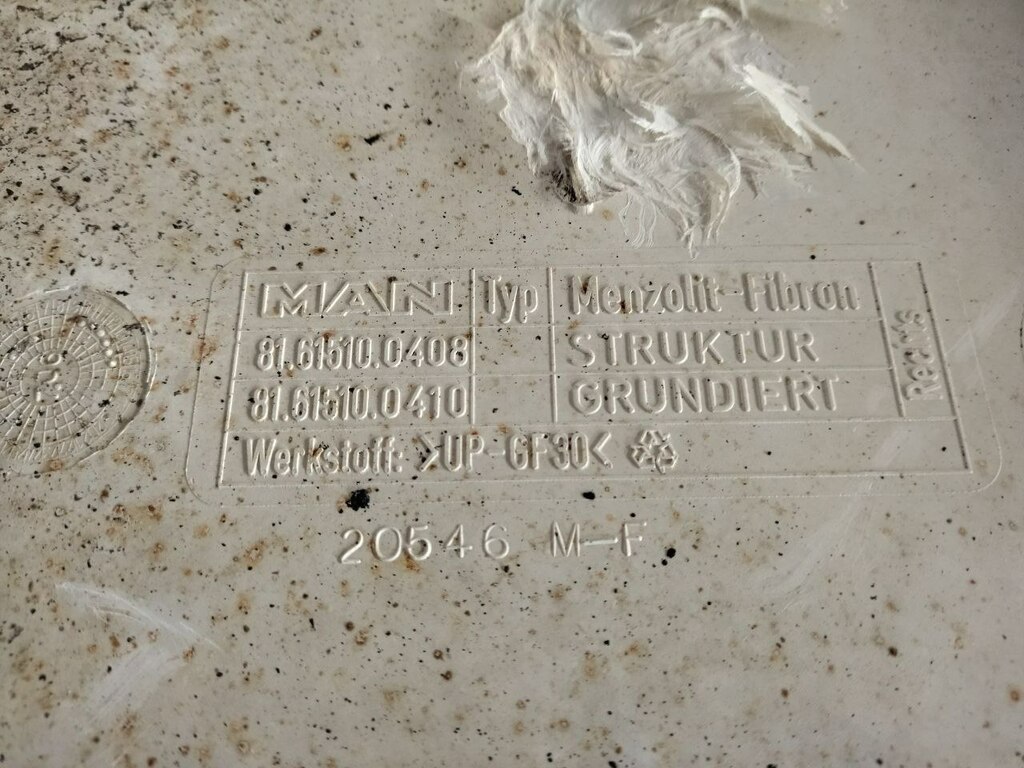 MAN Typ Menzolit-Fibron
81.61510.0408 STRUKTUR
81.61510.0410 GRUNDIERT
Rechts
Werkstoff: >UP-GF30<
20546 M-F